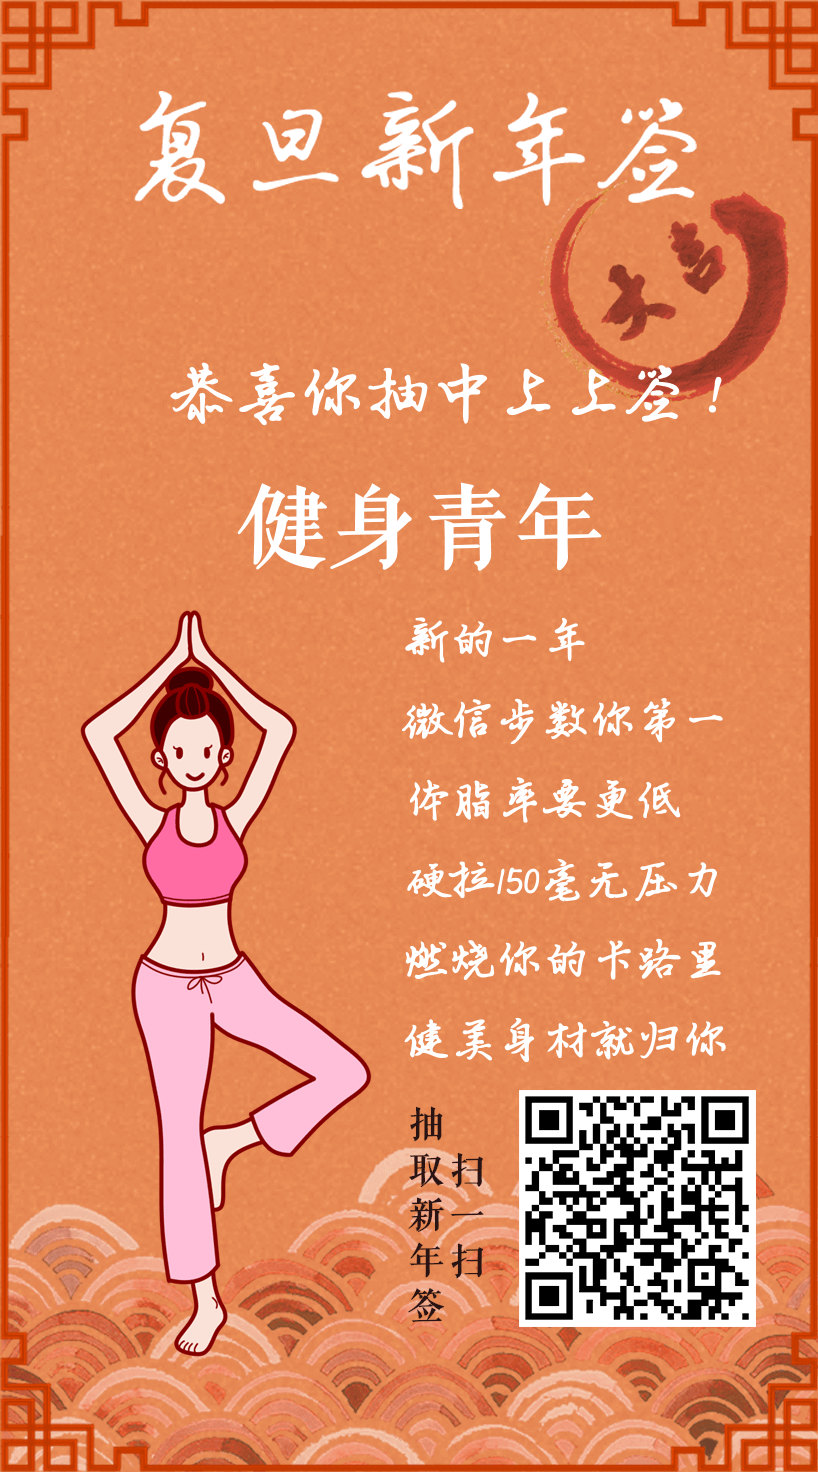 复旦新年签
大喜
恭喜你抽中上上签！
健身青年
新的一年
微信步数你第一
体脂率要更低
硬拉150毫无压力
燃烧你的卡路里
健美身材就归你
扫一扫
抽取新年签